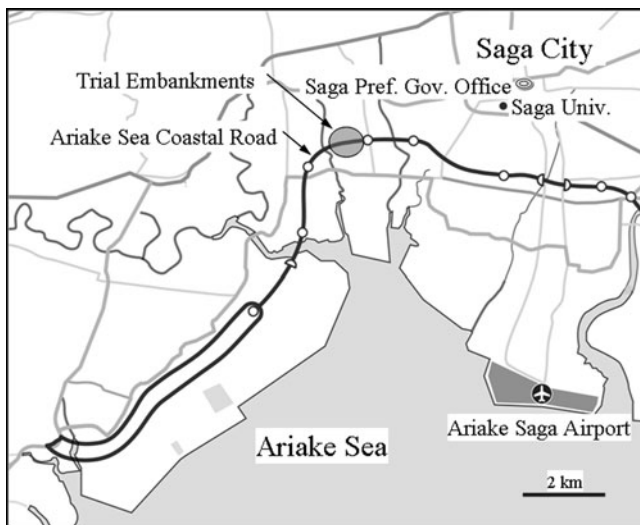 Saga City
Trial Embankments
Saga Pref. Gov. Office
Saga Univ.
Ariake Sea Coastal Road
Ariake Saga Airport
Ariake Sea
2 km